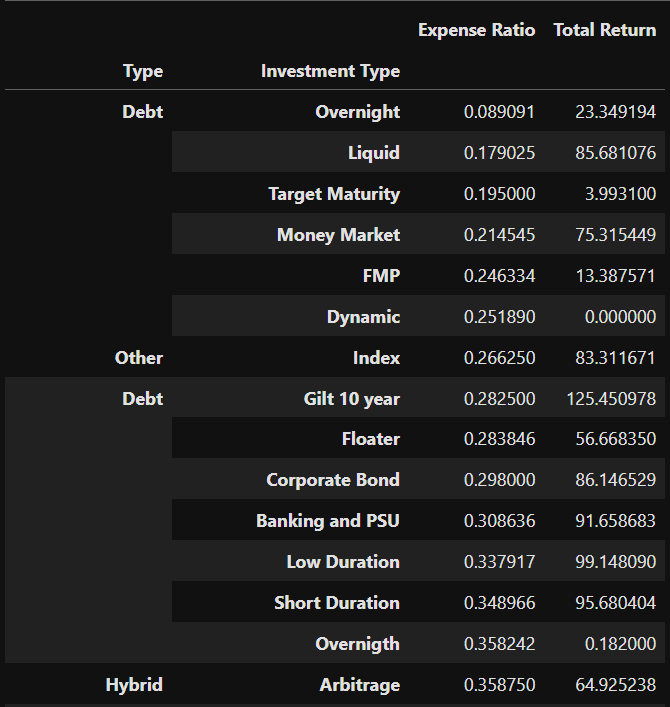 Expense Ratio Total Return
Type Investment Type
Debt Overnight 0.089091 23.349194
Liquid 0.179025 85.681076
Target Maturity 0.195000 3.993100
Money Market 0.214545 75.315449
FMP 0.246334 13.387571
Dynamic 0.251890 0.000000
Other Index 0.266250 83.311671
Debt Gilt 10 year 0.282500 125.450978
Floater 0.283846 56.668350
Corporate Bond 0.298000 86.146529
Banking and PSU 0.308636 91.658683
Low Duration 0.337917 99.148090
Short Duration 0.348966 95.680404
Overnigth 0.358242 0.182000
Hybrid Arbitrage 0.358750 64.925238